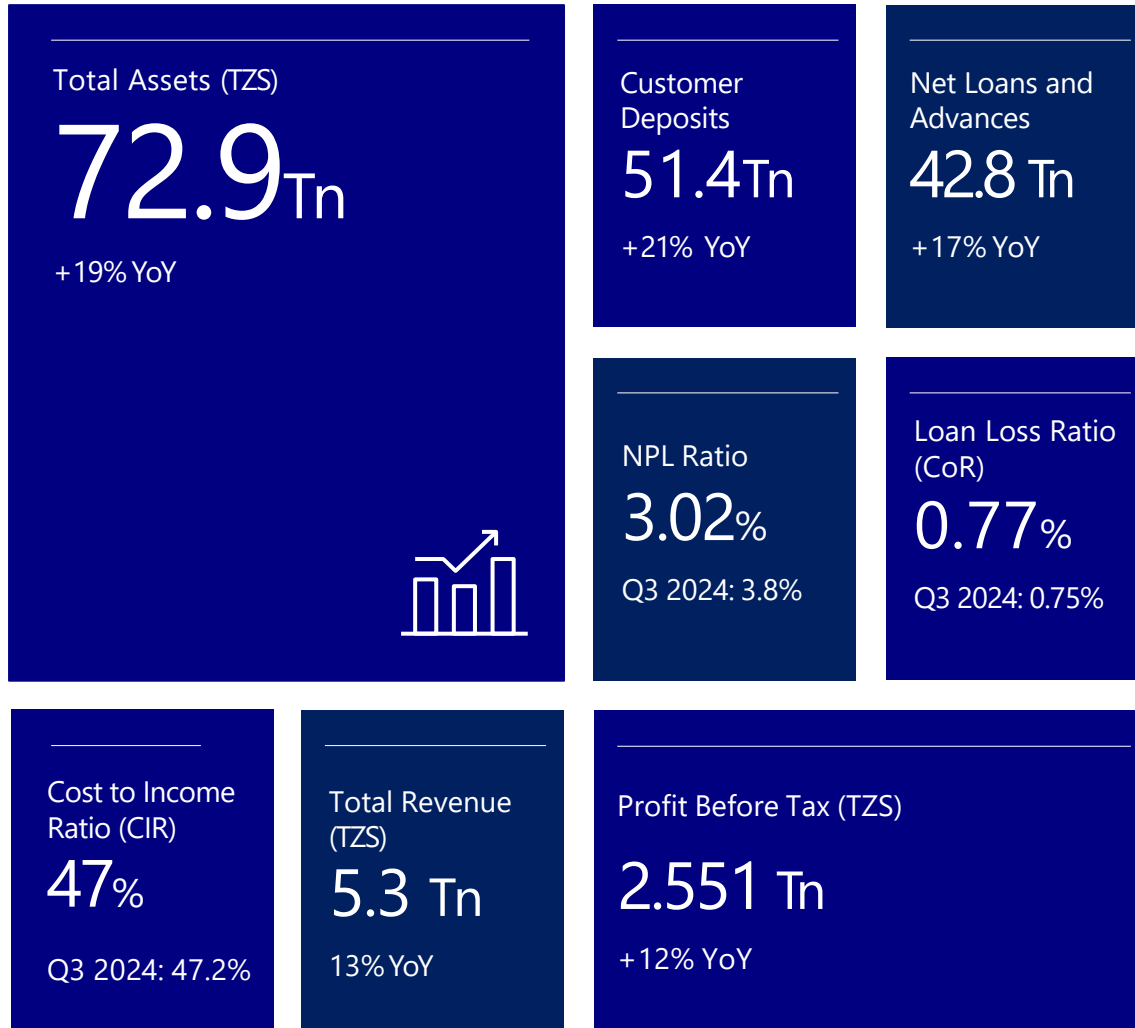 Total Assets (TZS)
72.9Tn
+19% YoY
Customer
Deposits
51.4Tn
+21% YoY
Net Loans and
Advances
42.8 Tn
+17% YoY
NPL Ratio
3.02%
Q3 2024: 3.8%
Loan Loss Ratio
(CoR)
0.77%
Q3 2024: 0.75%
Cost to Income
Ratio (CIR)
47%
Q3 2024: 47.2%
Total Revenue
(TZS)
5.3 Tn
13% YoY
Profit Before Tax (TZS)
2.551 Tn
+12% YoY